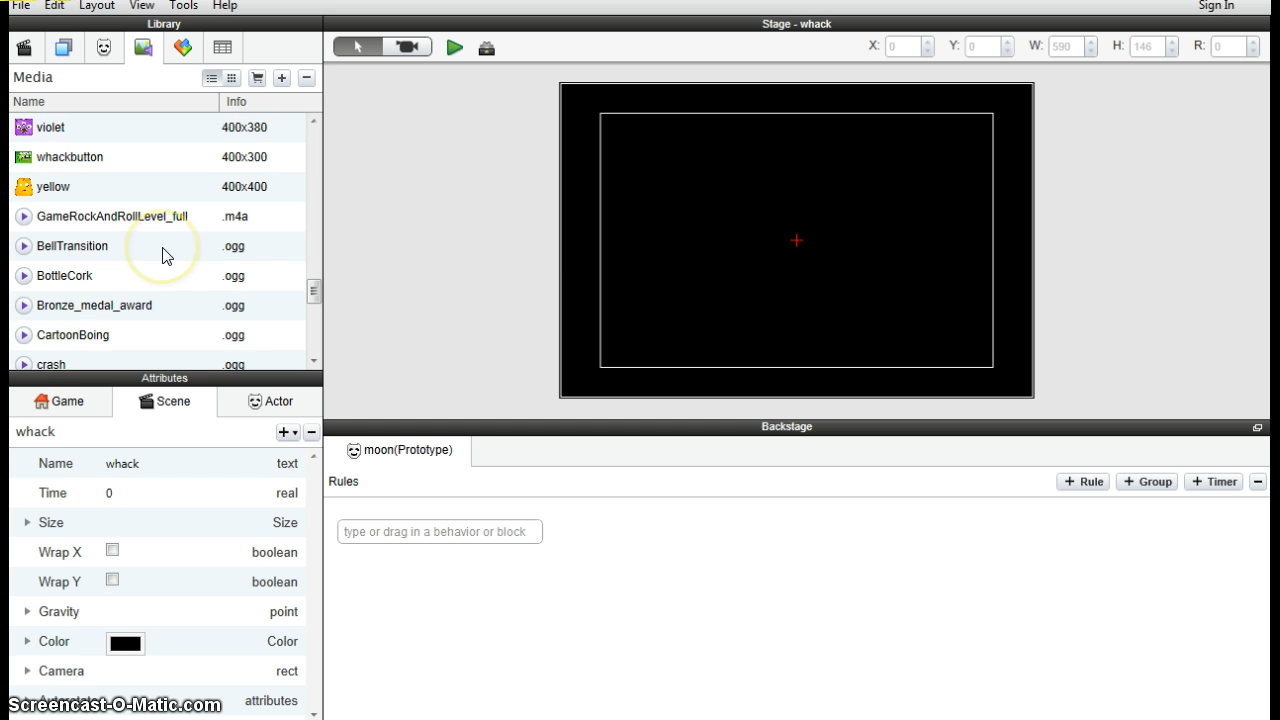 File Edit Layout View Tools Help Sign In
Library Stage - whack
X: 0 Y: 0 W: 590 H: 146 R: 0
Media
Name Info
violet 400x380
whackbutton 400x300
yellow 400x400
GameRockAndRollLevel_full .m4a
BellTransition .ogg
BottleCork .ogg
Bronze_medal_award .ogg
CartoonBoing .ogg
crash .ogg
Attributes
Game Scene Actor
whack
Name whack text
Time 0 real
Size Size
Wrap X boolean
Wrap Y boolean
Gravity point
Color Color
Camera rect
attributes
Backstage
moon(Prototype)
Rules + Rule + Group + Timer
type or drag in a behavior or block
Screencast-O-Matic.com